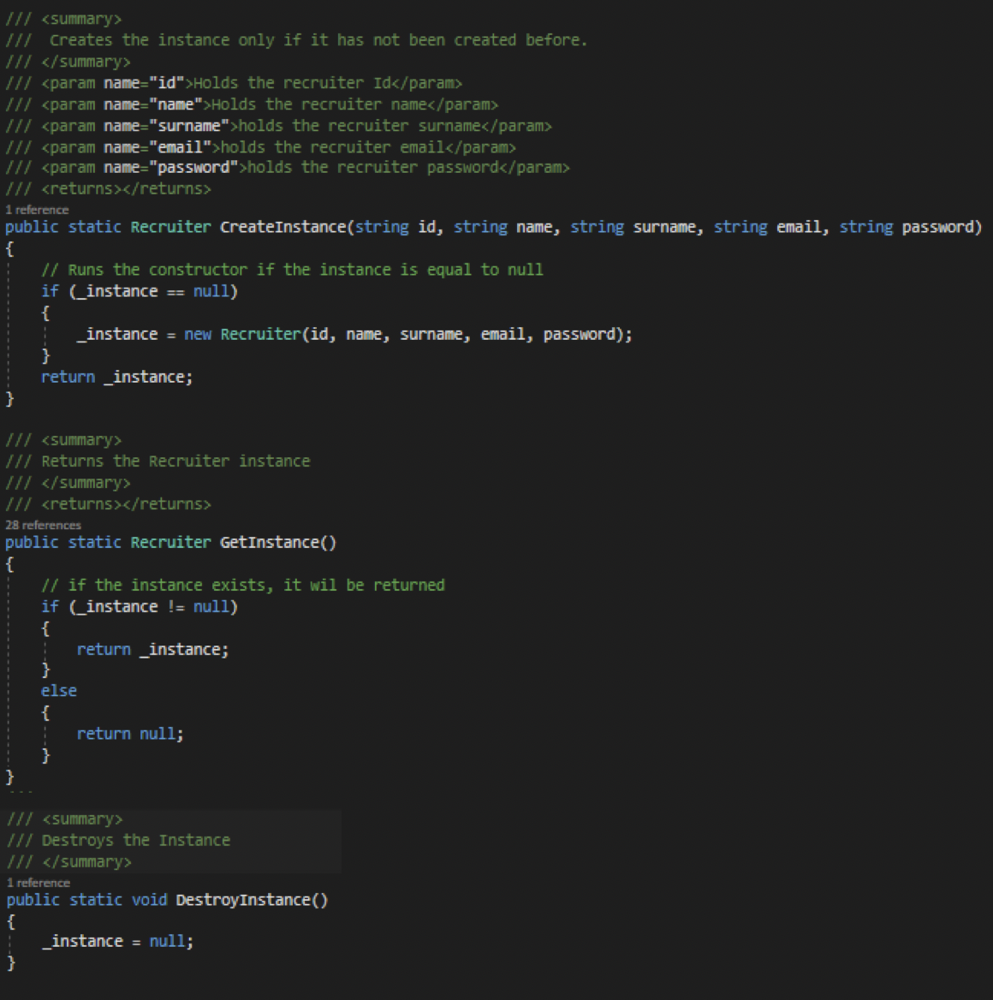 /// <summary>
///  Creates the instance only if it has not been created before.
/// </summary>
/// <param name="id">Holds the recruiter Id</param>
/// <param name="name">Holds the recruiter name</param>
/// <param name="surname">holds the recruiter surname</param>
/// <param name="email">holds the recruiter email</param>
/// <param name="password">holds the recruiter password</param>
/// <returns></returns>
1 reference
public static Recruiter CreateInstance(string id, string name, string surname, string email, string password)
{
    // Runs the constructor if the instance is equal to null
    if (_instance == null)
    {
        _instance = new Recruiter(id, name, surname, email, password);
    }
    return _instance;
}
/// <summary>
/// Returns the Recruiter instance
/// </summary>
/// <returns></returns>
28 references
public static Recruiter GetInstance()
{
    // if the instance exists, it wil be returned
    if (_instance != null)
    {
        return _instance;
    }
    else
    {
        return null;
    }
}
/// <summary>
/// Destroys the Instance
/// </summary>
1 reference
public static void DestroyInstance()
{
    _instance = null;
}